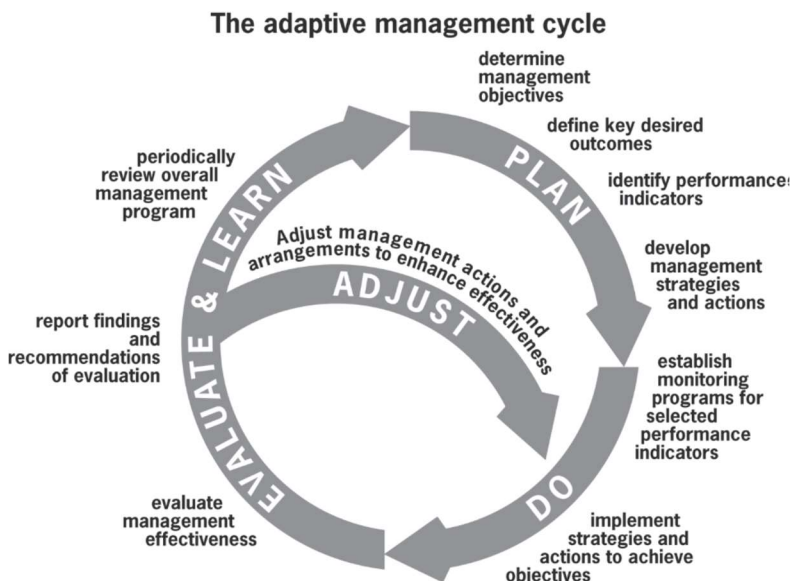 The adaptive management cycle
determine
management
objectives
define key desired
outcomes
identify performance
indicators
develop
management
strategies
and actions
establish
monitoring
programs for
selected
performance
indicators
implement
strategies and
actions to achieve
objectives
evaluate
management
effectiveness
report findings
and
recommendations
of evaluation
periodically
review overall
management
program
PLAN
DO
EVALUATE & LEARN
Adjust management actions and
arrangements to enhance effectiveness
ADJUST